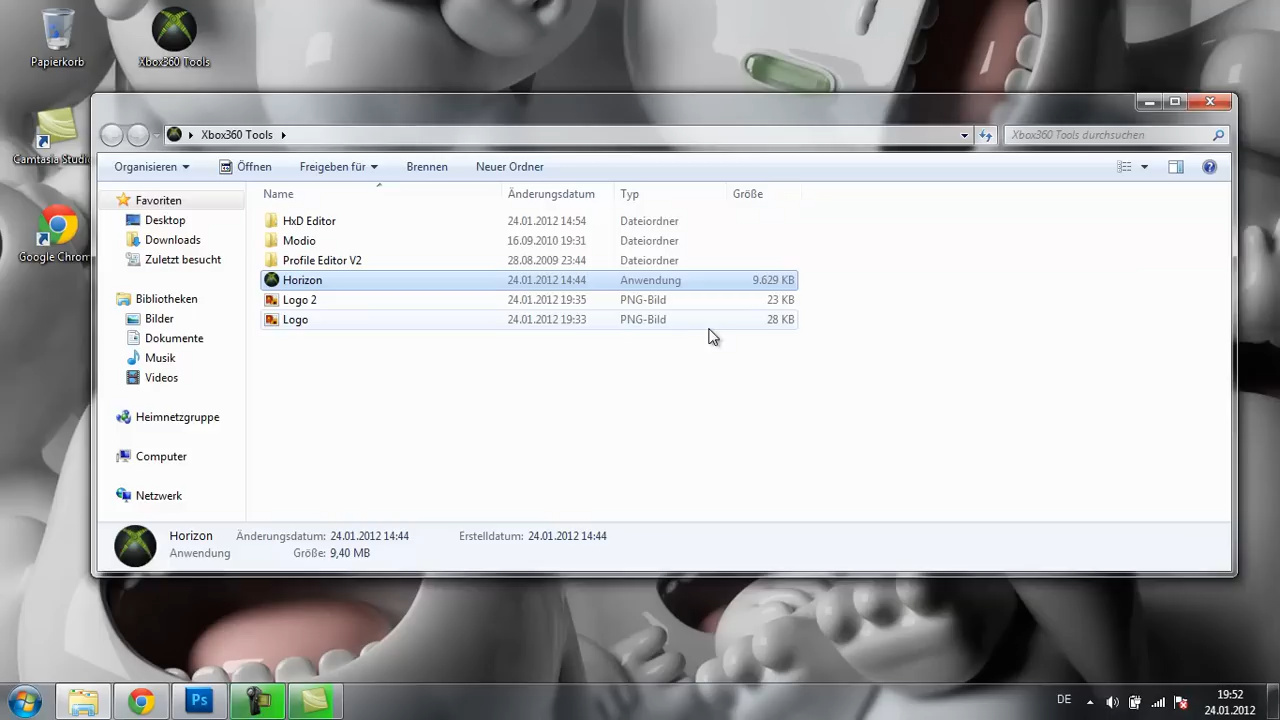 Papierkorb
Xbox360 Tools
Camtasia Studi
Google Chrom
Xbox360 Tools
Xbox360 Tools durchsuchen
Organisieren Öffnen Freigeben für Brennen Neuer Ordner
Favoriten
Desktop
Downloads
Zuletzt besucht
Bibliotheken
Bilder
Dokumente
Musik
Videos
Heimnetzgruppe
Computer
Netzwerk
Name Änderungsdatum Typ Größe
HxD Editor 24.01.2012 14:54 Dateiordner
Modio 16.09.2010 19:31 Dateiordner
Profile Editor V2 28.08.2009 23:44 Dateiordner
Horizon 24.01.2012 14:44 Anwendung 9.629 KB
Logo 2 24.01.2012 19:35 PNG-Bild 23 KB
Logo 24.01.2012 19:33 PNG-Bild 28 KB
Horizon Änderungsdatum: 24.01.2012 14:44 Erstelldatum: 24.01.2012 14:44
Anwendung Größe: 9,40 MB
Ps
DE
19:52
24.01.2012